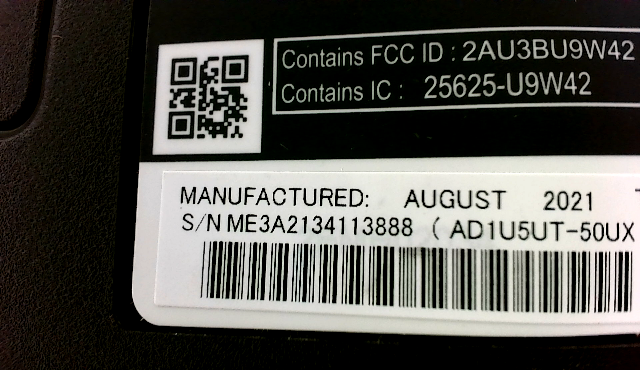 Contains FCC ID : 2AU3BU9W42
Contains IC : 25625-U9W42
MANUFACTURED: AUGUST 2021
S/N ME3A2134113888 ( AD1U5UT-50UX